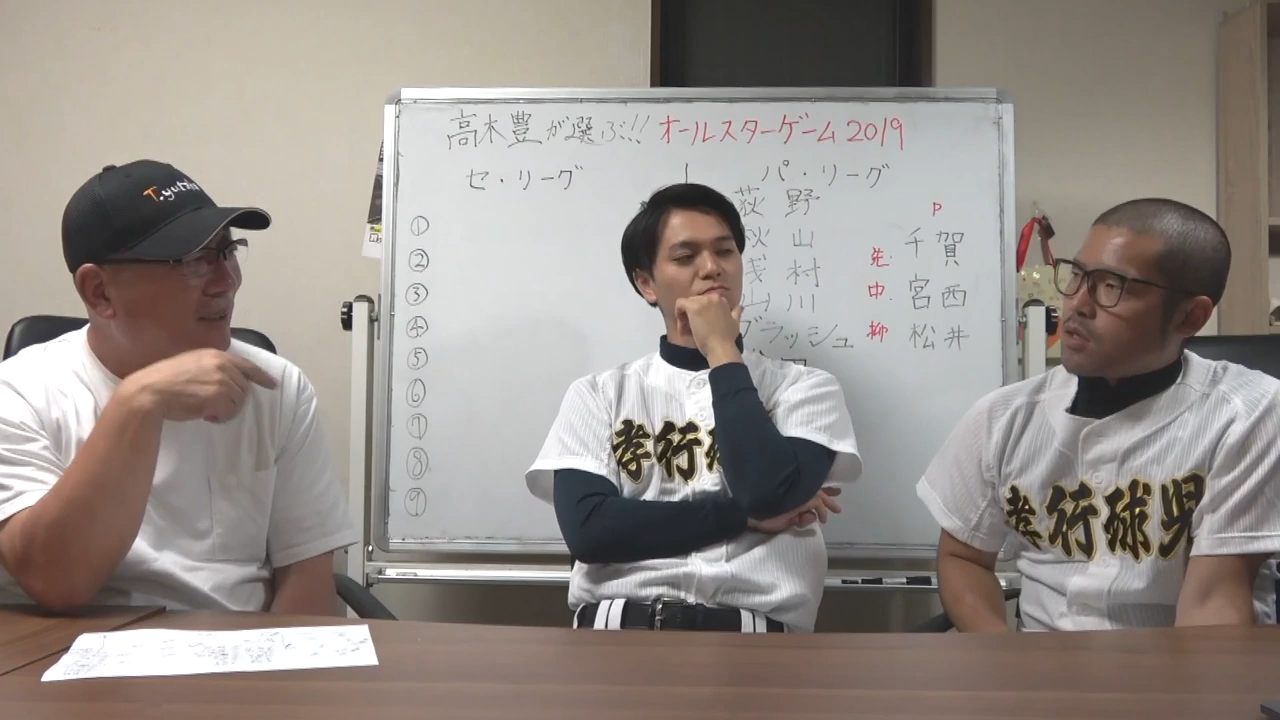 高木豊が選ぶ!! オールスターゲーム2019
セ・リーグ
パ・リーグ
①
②
③
④
⑤
⑥
⑦
⑧
⑨
荻野
秋山
浅村
山川
ブラッシュ
P
先 千賀
中 宮西
抑 松井
T.yutaka
孝行球
孝行球児